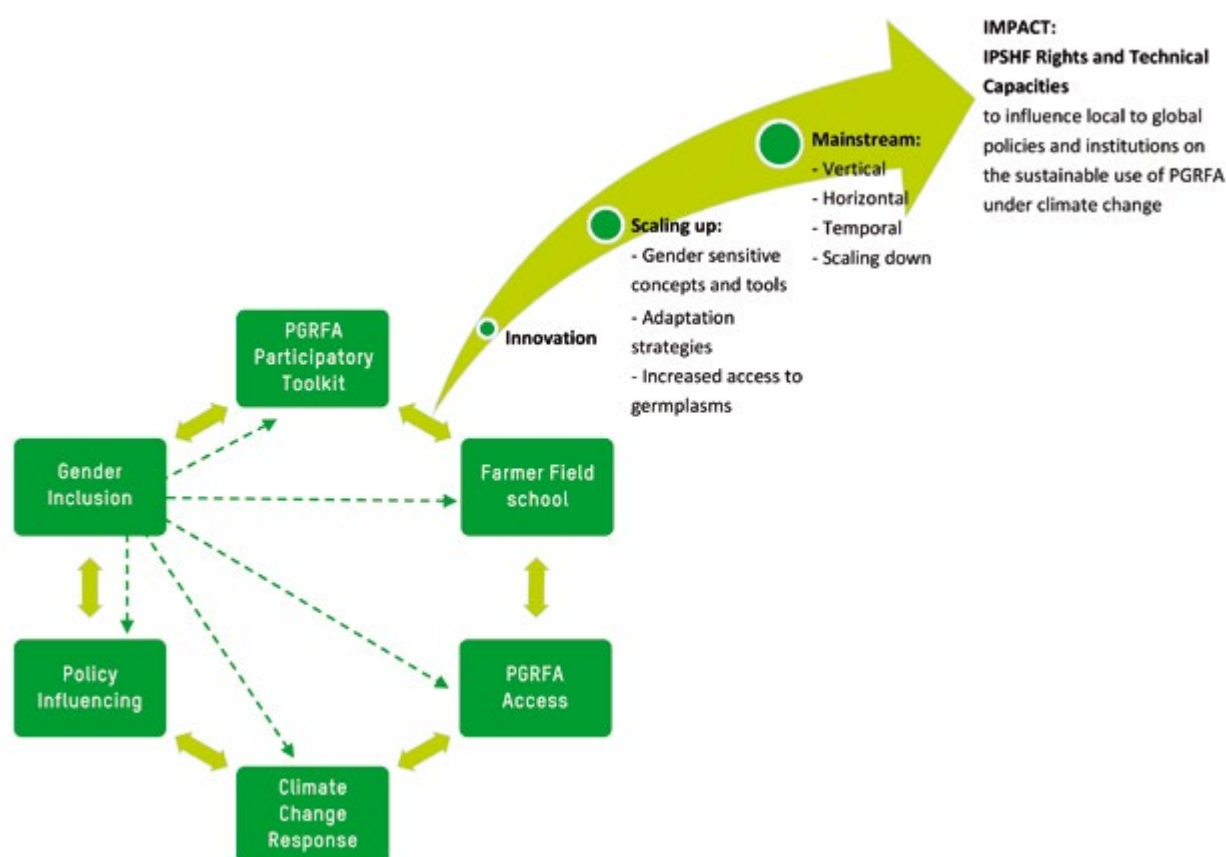 IMPACT:
IPSHF Rights and Technical
Capacities
to influence local to global
policies and institutions on
the sustainable use of PGRFA
under climate change
Mainstream:
- Vertical
- Horizontal
- Temporal
- Scaling down
Scaling up:
- Gender sensitive
concepts and tools
- Adaptation
strategies
- Increased access to
germplasms
Innovation
PGRFA
Participatory
Toolkit
Gender
Inclusion
Farmer Field
school
Policy
Influencing
PGRFA
Access
Climate
Change
Response